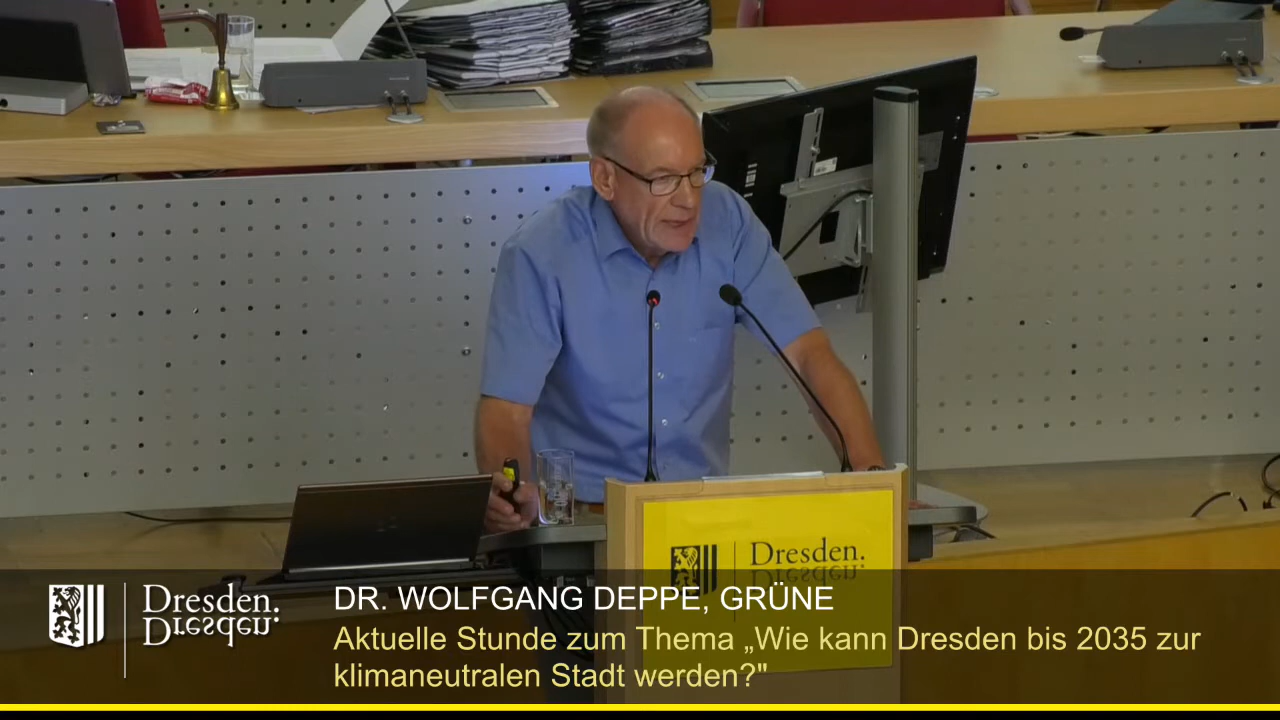 Dresden.
Dresden.
Dresden.
Dresden.
DR. WOLFGANG DEPPE, GRÜNE
Aktuelle Stunde zum Thema „Wie kann Dresden bis 2035 zur
klimaneutralen Stadt werden?"